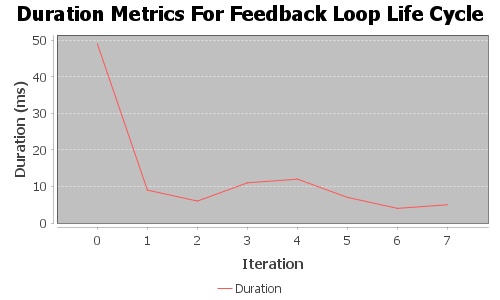 Duration Metrics For Feedback Loop Life Cycle
50
40
30
20
10
0
Duration (ms)
0 1 2 3 4 5 6 7
Iteration
Duration